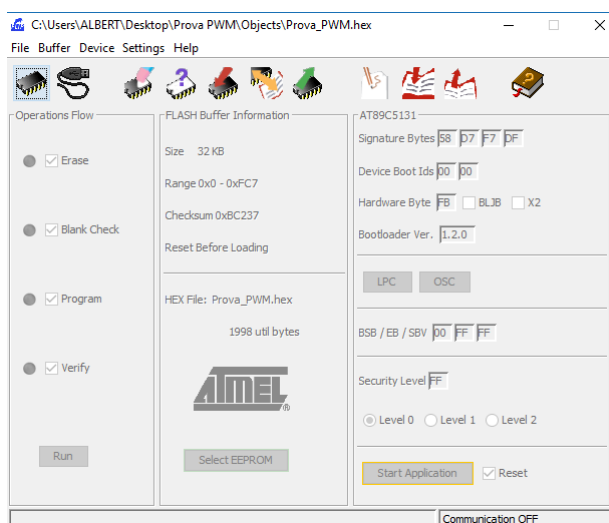 C:\Users\ALBERT\Desktop\Prova PWM\Objects\Prova_PWM.hex
File Buffer Device Settings Help
Operations Flow
Erase
Blank Check
Program
Verify
Run
FLASH Buffer Information
Size 32 KB
Range 0x0 - 0xFC7
Checksum 0xBC237
Reset Before Loading
HEX File: Prova_PWM.hex
1998 util bytes
ATMEL
Select EEPROM
AT89C5131
Signature Bytes 58 D7 F7 DF
Device Boot Ids 00 00
Hardware Byte FB BLJB X2
Bootloader Ver. 1.2.0
LPC OSC
BSB / EB / SBV 00 FF FF
Security Level FF
Level 0 Level 1 Level 2
Start Application Reset
Communication OFF